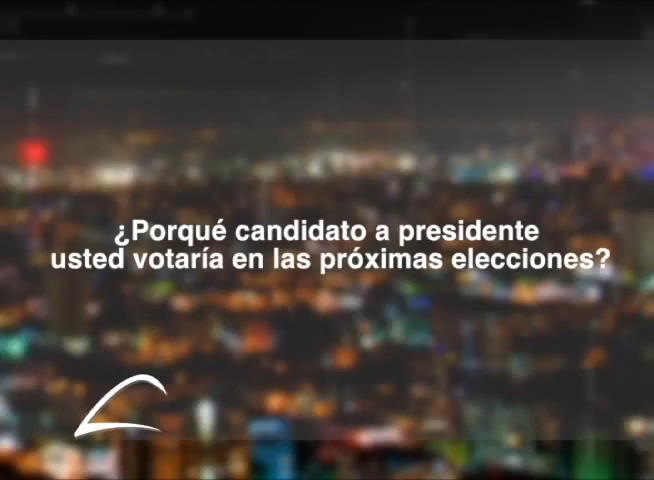 ¿Porqué candidato a presidente
usted votaría en las próximas elecciones?